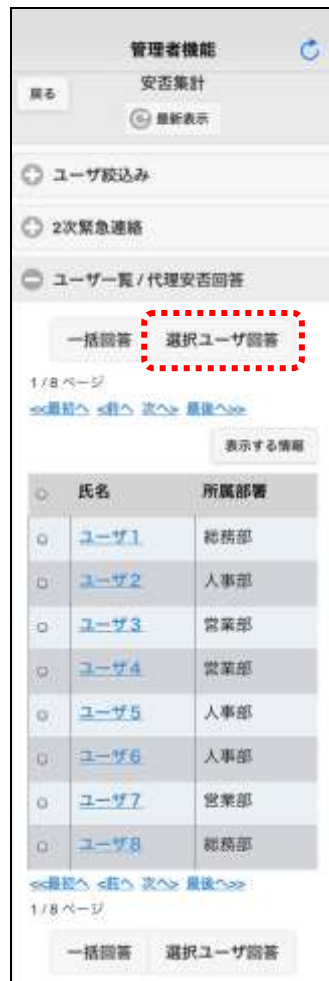 管理者機能
戻る
安否集計
最新表示
ユーザ絞込み
2次緊急連絡
ユーザ一覧 / 代理安否回答
一括回答 選択ユーザ回答
1 / 8 ページ
<<最初へ <前へ 次へ> 最後へ>>
表示する情報
氏名 所属部署
ユーザ1 総務部
ユーザ2 人事部
ユーザ3 営業部
ユーザ4 営業部
ユーザ5 人事部
ユーザ6 人事部
ユーザ7 営業部
ユーザ8 総務部
<<最初へ <前へ 次へ> 最後へ>>
1 / 8 ページ
一括回答 選択ユーザ回答